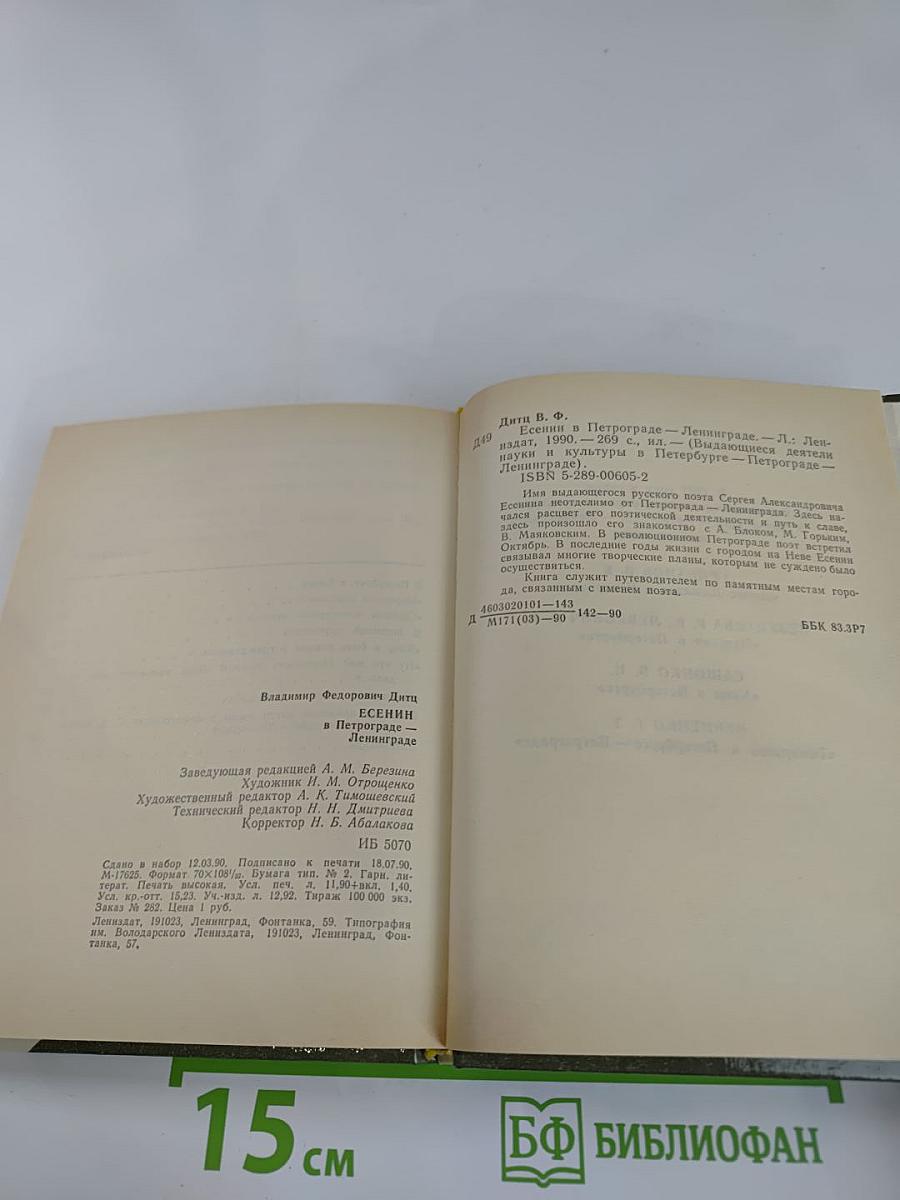 Владимир Федорович Дитц
ЕСЕНИН
в Петрограде —
Ленинграде
Заведующая редакцией А. М. Березина
Художник И. М. Отрощенко
Художественный редактор А. К. Тимошевский
Технический редактор Н. Н. Дмитриева
Корректор Н. Б. Абалакова
ИБ 5070
Сдано в набор 12.03.90. Подписано к печати 18.07.90.
М-17625. Формат 70×108¹/₃₂. Бумага тип. № 2. Гарн. ли-
терат. Печать высокая. Усл. печ. л. 11,90+вкл. 1,40.
Усл. кр.-отт. 15,23. Уч.-изд. л. 12,92. Тираж 100 000 экз.
Заказ № 282. Цена 1 руб.
Лениздат, 191023, Ленинград, Фонтанка, 59. Типография
им. Володарского Лениздата, 191023, Ленинград, Фон-
танка, 57.
Дитц В. Ф.
Д49 Есенин в Петрограде — Ленинграде. — Л.: Лен-
издат, 1990. — 269 с., ил. — (Выдающиеся деятели
науки и культуры в Петербурге — Петрограде —
Ленинграде).
ISBN 5-289-00605-2
Имя выдающегося русского поэта Сергея Александровича
Есенина неотделимо от Петрограда — Ленинграда. Здесь на-
чался расцвет его поэтической деятельности и путь к славе,
здесь произошло его знакомство с А. Блоком, М. Горьким,
В. Маяковским. В революционном Петрограде поэт встретил
Октябрь. В последние годы жизни с городом на Неве Есенин
связывал многие творческие планы, которым не суждено было
осуществиться.
Книга служит путеводителем по памятным местам горо-
да, связанным с именем поэта.
Д 4603020101—143 142—90
М171(03)—90
ББК 83.3Р7
15 см
БФ БИБЛИОФАН